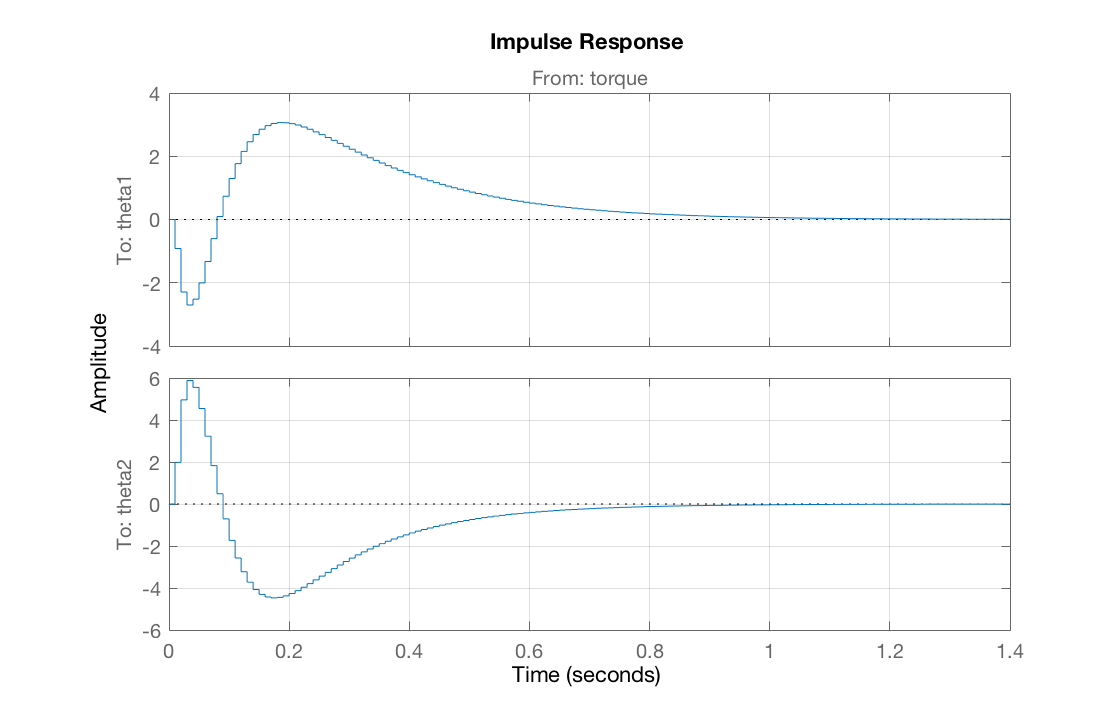 Impulse Response
From: torque
4
2
0
-2
-4
To: theta1
Amplitude
6
4
2
0
-2
-4
-6
To: theta2
0 0.2 0.4 0.6 0.8 1 1.2 1.4
Time (seconds)